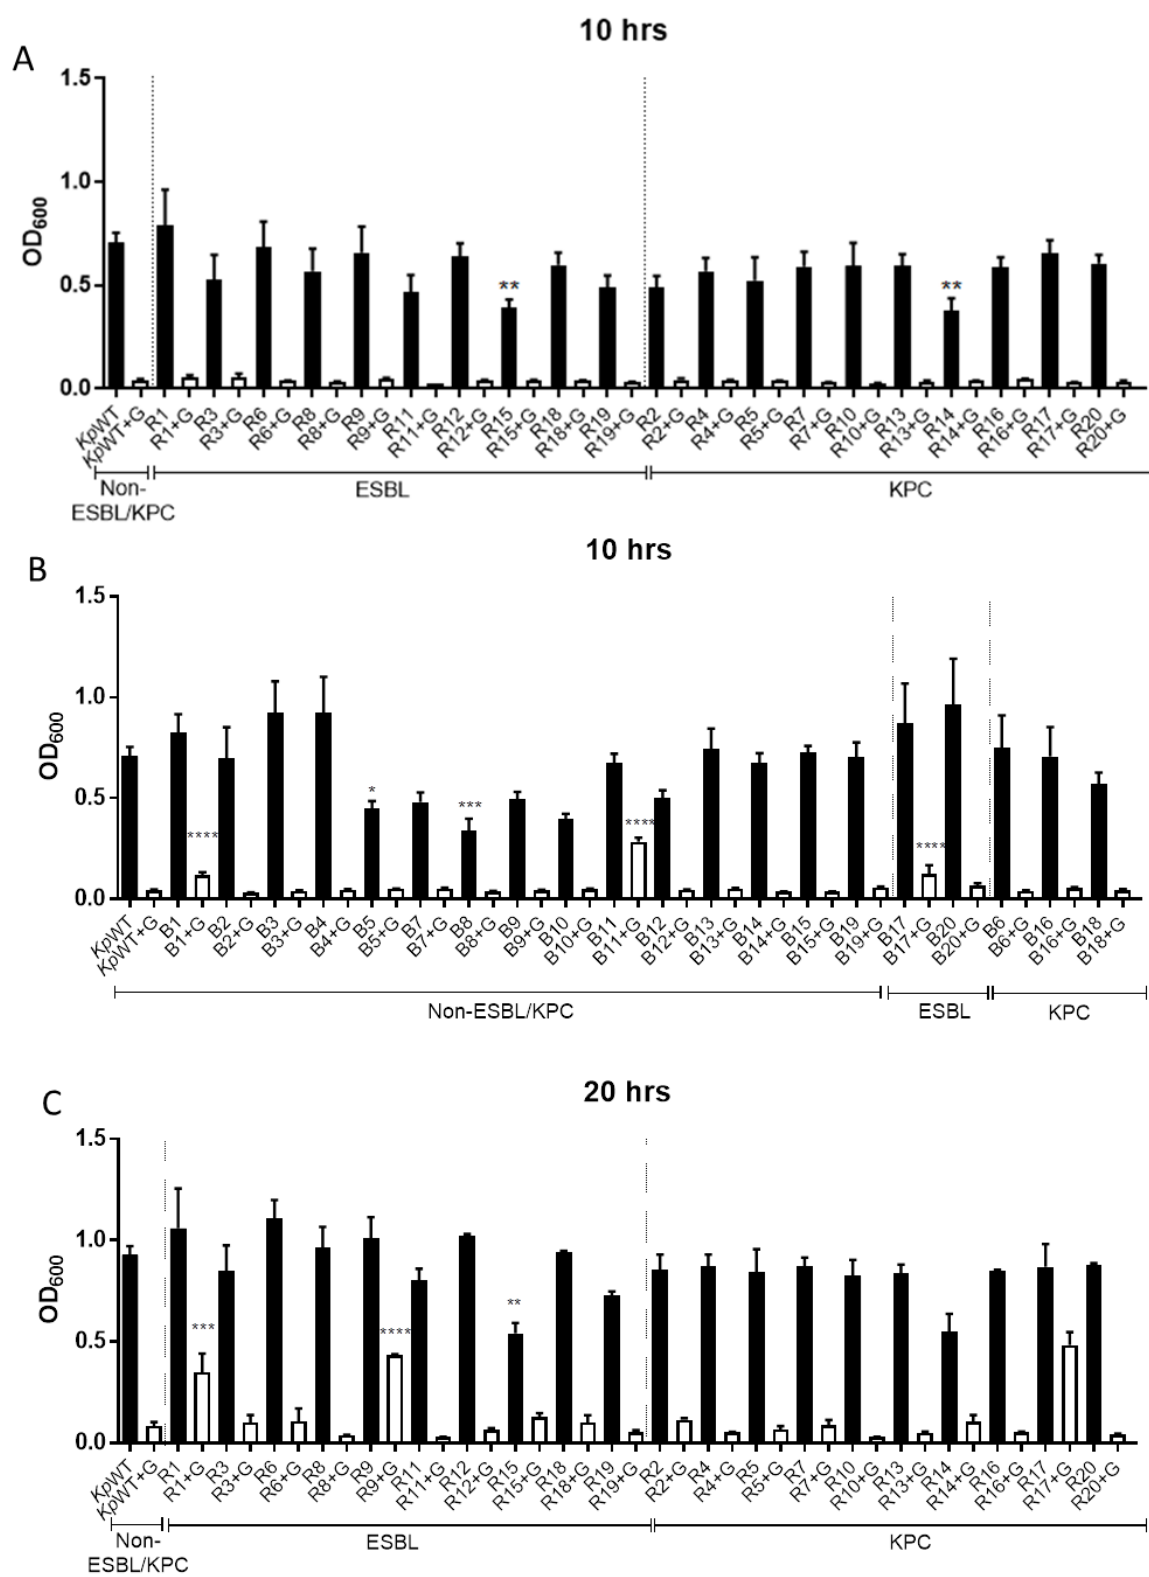 10 hrs
A
1.5
1.0
0.5
0.0
OD600
** **
KpWT KpWT+G R1 R1+G R3 R3+G R6 R6+G R8 R8+G R9 R9+G R11 R11+G R12 R12+G R15 R15+G R18 R18+G R19 R19+G R2 R2+G R4 R4+G R5 R5+G R7 R7+G R10 R10+G R13 R13+G R14 R14+G R16 R16+G R17 R17+G R20 R20+G
Non-
ESBL/KPC
ESBL
KPC
10 hrs
B
1.5
1.0
0.5
0.0
OD600
**** * *** **** ****
KpWT KpWT+G B1 B1+G B2 B2+G B3 B3+G B4 B4+G B5 B5+G B7 B7+G B8 B8+G B9 B9+G B10 B10+G B11 B11+G B12 B12+G B13 B13+G B14 B14+G B15 B15+G B19 B19+G B17 B17+G B20 B20+G B6 B6+G B16 B16+G B18 B18+G
Non-ESBL/KPC
ESBL
KPC
20 hrs
C
1.5
1.0
0.5
0.0
OD600
*** **** **
KpWT KpWT+G R1 R1+G R3 R3+G R6 R6+G R8 R8+G R9 R9+G R11 R11+G R12 R12+G R15 R15+G R18 R18+G R19 R19+G R2 R2+G R4 R4+G R5 R5+G R7 R7+G R10 R10+G R13 R13+G R14 R14+G R16 R16+G R17 R17+G R20 R20+G
Non-
ESBL/KPC
ESBL
KPC